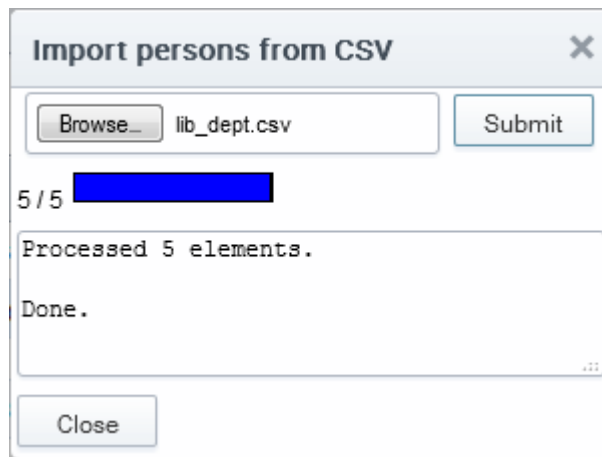 Import persons from CSV
Browse... lib_dept.csv Submit
5 / 5
Processed 5 elements.
Done.
Close